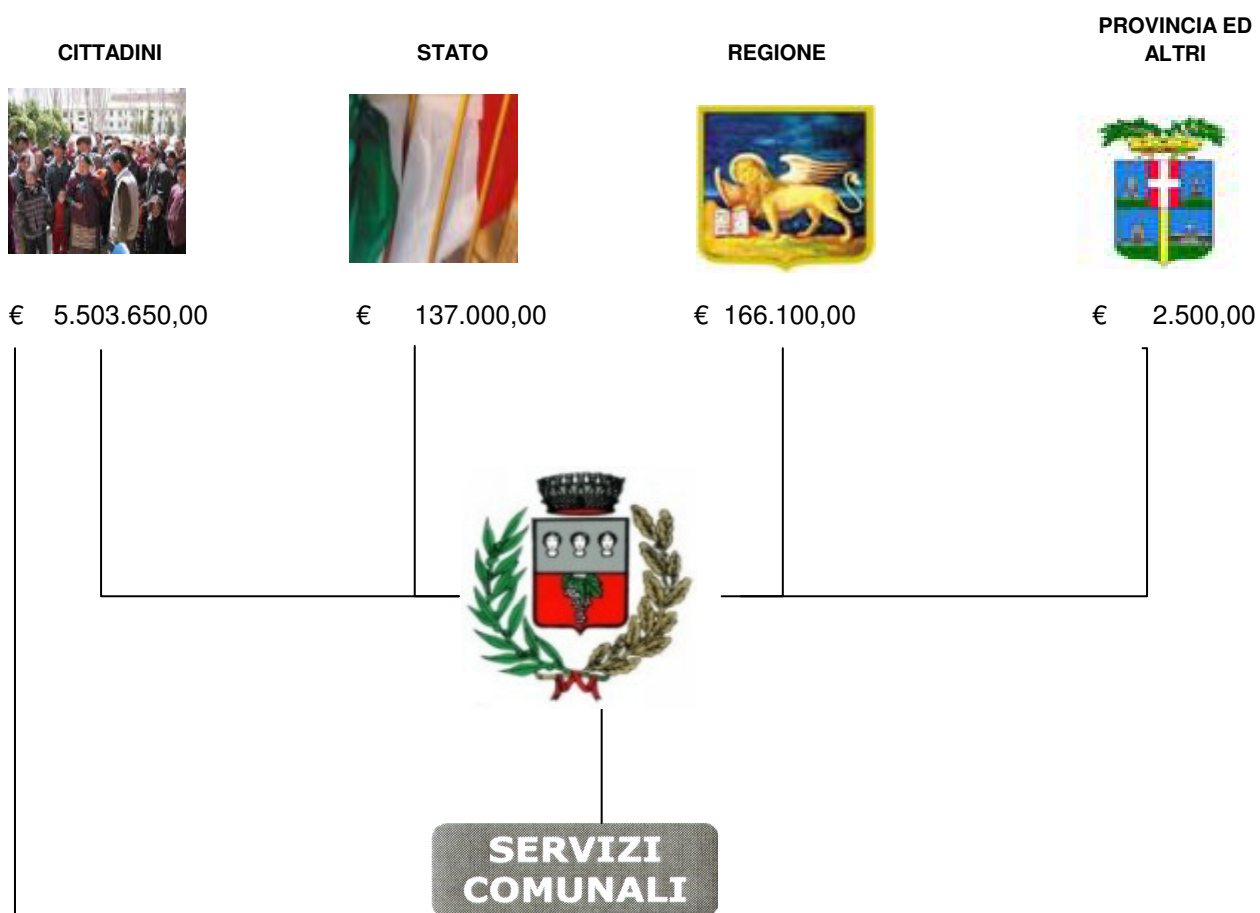 CITTADINI
STATO
REGIONE
PROVINCIA ED
ALTRI
€ 5.503.650,00
€ 137.000,00
€ 166.100,00
€ 2.500,00
SERVIZI
COMUNALI